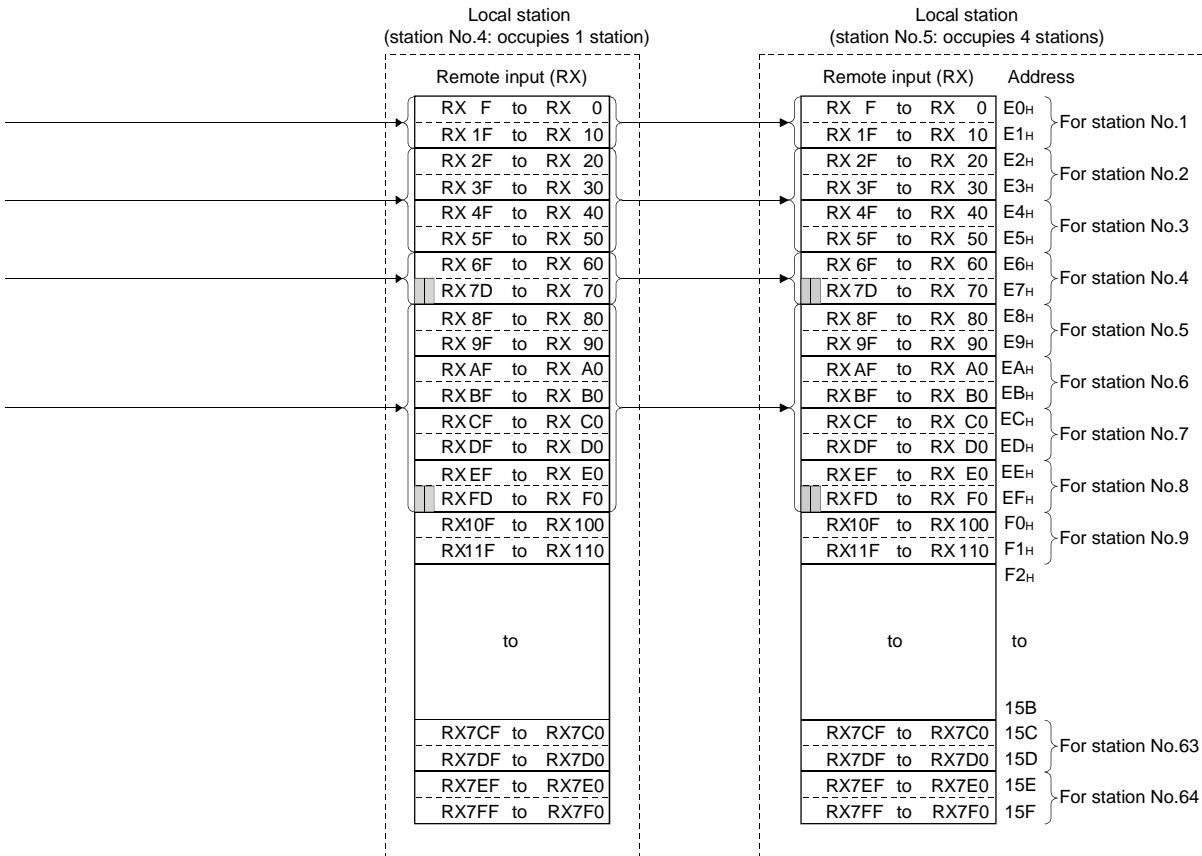 Local station
(station No.4: occupies 1 station)
Remote input (RX)
RX F to RX 0
RX 1F to RX 10
RX 2F to RX 20
RX 3F to RX 30
RX 4F to RX 40
RX 5F to RX 50
RX 6F to RX 60
RX 7D to RX 70
RX 8F to RX 80
RX 9F to RX 90
RX AF to RX A0
RX BF to RX B0
RX CF to RX C0
RX DF to RX D0
RX EF to RX E0
RX FD to RX F0
RX10F to RX 100
RX11F to RX 110
to
RX7CF to RX7C0
RX7DF to RX7D0
RX7EF to RX7E0
RX7FF to RX7F0
Local station
(station No.5: occupies 4 stations)
Remote input (RX) Address
RX F to RX 0 E0H
RX 1F to RX 10 E1H
For station No.1
RX 2F to RX 20 E2H
RX 3F to RX 30 E3H
For station No.2
RX 4F to RX 40 E4H
RX 5F to RX 50 E5H
For station No.3
RX 6F to RX 60 E6H
RX 7D to RX 70 E7H
For station No.4
RX 8F to RX 80 E8H
RX 9F to RX 90 E9H
For station No.5
RX AF to RX A0 EAH
RX BF to RX B0 EBH
For station No.6
RX CF to RX C0 ECH
RX DF to RX D0 EDH
For station No.7
RX EF to RX E0 EEH
RX FD to RX F0 EFH
For station No.8
RX10F to RX 100 F0H
RX11F to RX 110 F1H
For station No.9
F2H
to to
15B
RX7CF to RX7C0 15C
RX7DF to RX7D0 15D
For station No.63
RX7EF to RX7E0 15E
RX7FF to RX7F0 15F
For station No.64